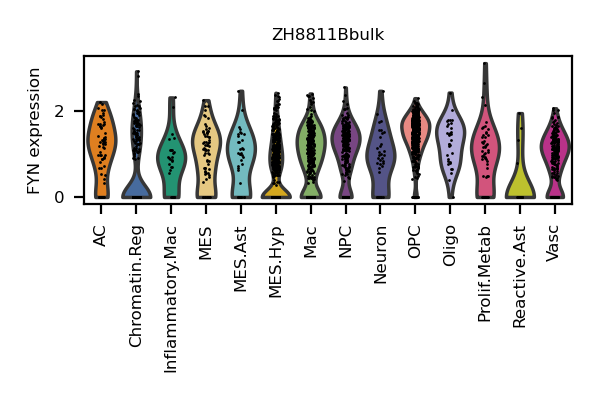 ZH8811Bbulk
FYN expression
2
0
AC
Chromatin.Reg
Inflammatory.Mac
MES
MES.Ast
MES.Hyp
Mac
NPC
Neuron
OPC
Oligo
Prolif.Metab
Reactive.Ast
Vasc